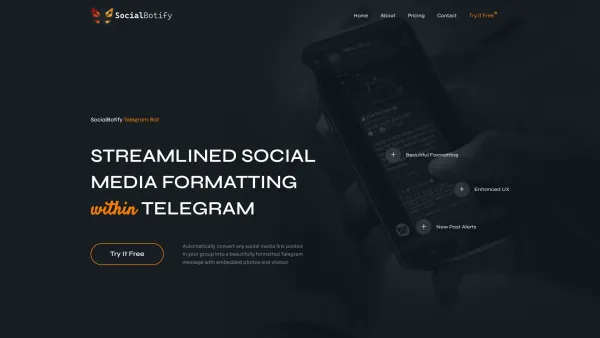 SocialBotify
Home
About
Pricing
Contact
Try It Free
SocialBotify Telegram Bot
STREAMLINED SOCIAL
MEDIA FORMATTING
within TELEGRAM
Beautiful Formatting
Enhanced UX
New Post Alerts
Try It Free
Automatically convert any social media link posted
in your group into a beautifully formatted Telegram
message with embedded photos and videos!